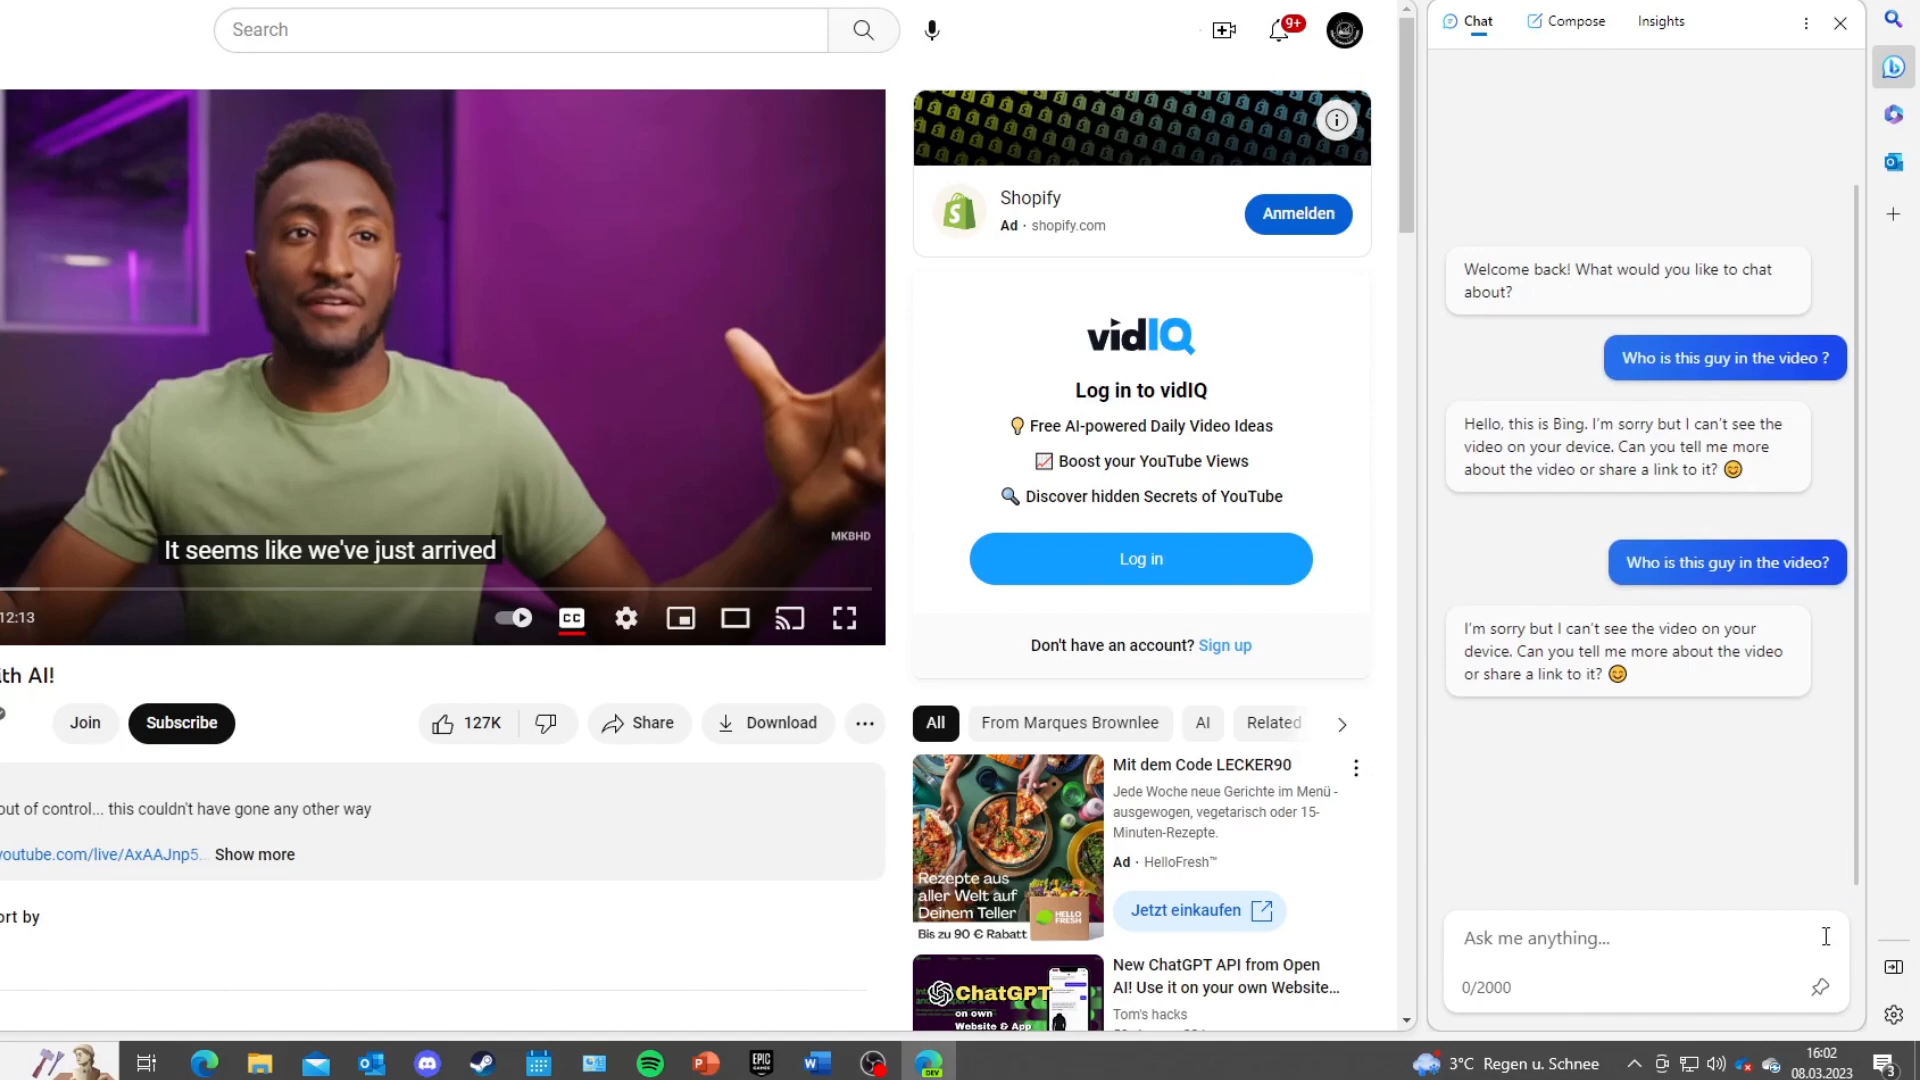 Search
9+
It seems like we've just arrived
MKBHD
12:13
CC
ith AI!
Join
Subscribe
127K
Share
Download
out of control... this couldn't have gone any other way
youtube.com/live/AxAAJnp5... Show more
ort by
Shopify
Ad · shopify.com
Anmelden
vidIQ
Log in to vidIQ
Free AI-powered Daily Video Ideas
Boost your YouTube Views
Discover hidden Secrets of YouTube
Log in
Don't have an account? Sign up
All
From Marques Brownlee
AI
Related
Rezepte aus
aller Welt auf
Deinem Teller
Bis zu 90 € Rabatt
HELLO
FRESH
Mit dem Code LECKER90
Jede Woche neue Gerichte im Menü -
ausgewogen, vegetarisch oder 15-
Minuten-Rezepte.
Ad · HelloFresh™
Jetzt einkaufen
ChatGPT
on own
Website & App
New ChatGPT API from Open
AI! Use it on your own Website...
Tom's hacks
Chat
Compose
Insights
Welcome back! What would you like to chat
about?
Who is this guy in the video ?
Hello, this is Bing. I'm sorry but I can't see the
video on your device. Can you tell me more
about the video or share a link to it?
Who is this guy in the video?
I'm sorry but I can't see the video on your
device. Can you tell me more about the video
or share a link to it?
Ask me anything...
0/2000
EPIC
GAMES
DEV
3°C Regen u. Schnee
16:02
08.03.2023
3